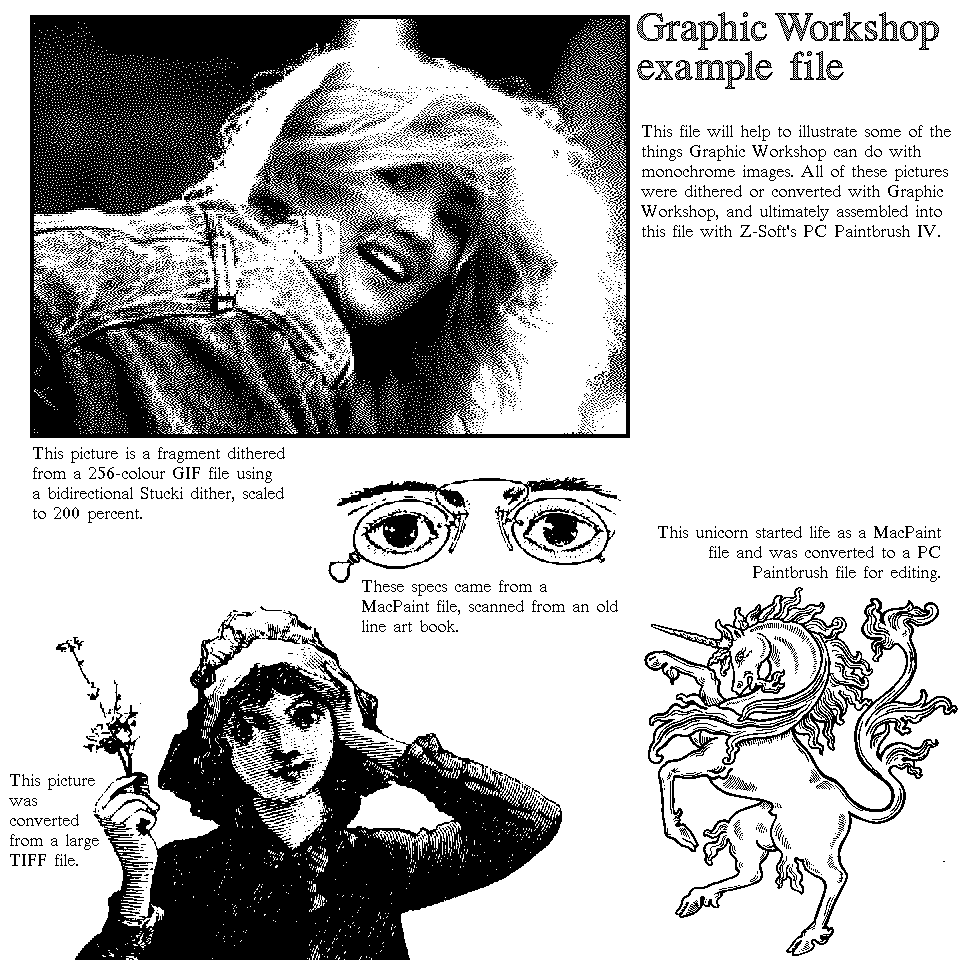 Graphic Workshop
example file
This file will help to illustrate some of the
things Graphic Workshop can do with
monochrome images. All of these pictures
were dithered or converted with Graphic
Workshop, and ultimately assembled into
this file with Z-Soft's PC Paintbrush IV.
This picture is a fragment dithered
from a 256-colour GIF file using
a bidirectional Stucki dither, scaled
to 200 percent.
These specs came from a
MacPaint file, scanned from an old
line art book.
This unicorn started life as a MacPaint
file and was converted to a PC
Paintbrush file for editing.
This picture
was
converted
from a large
TIFF file.